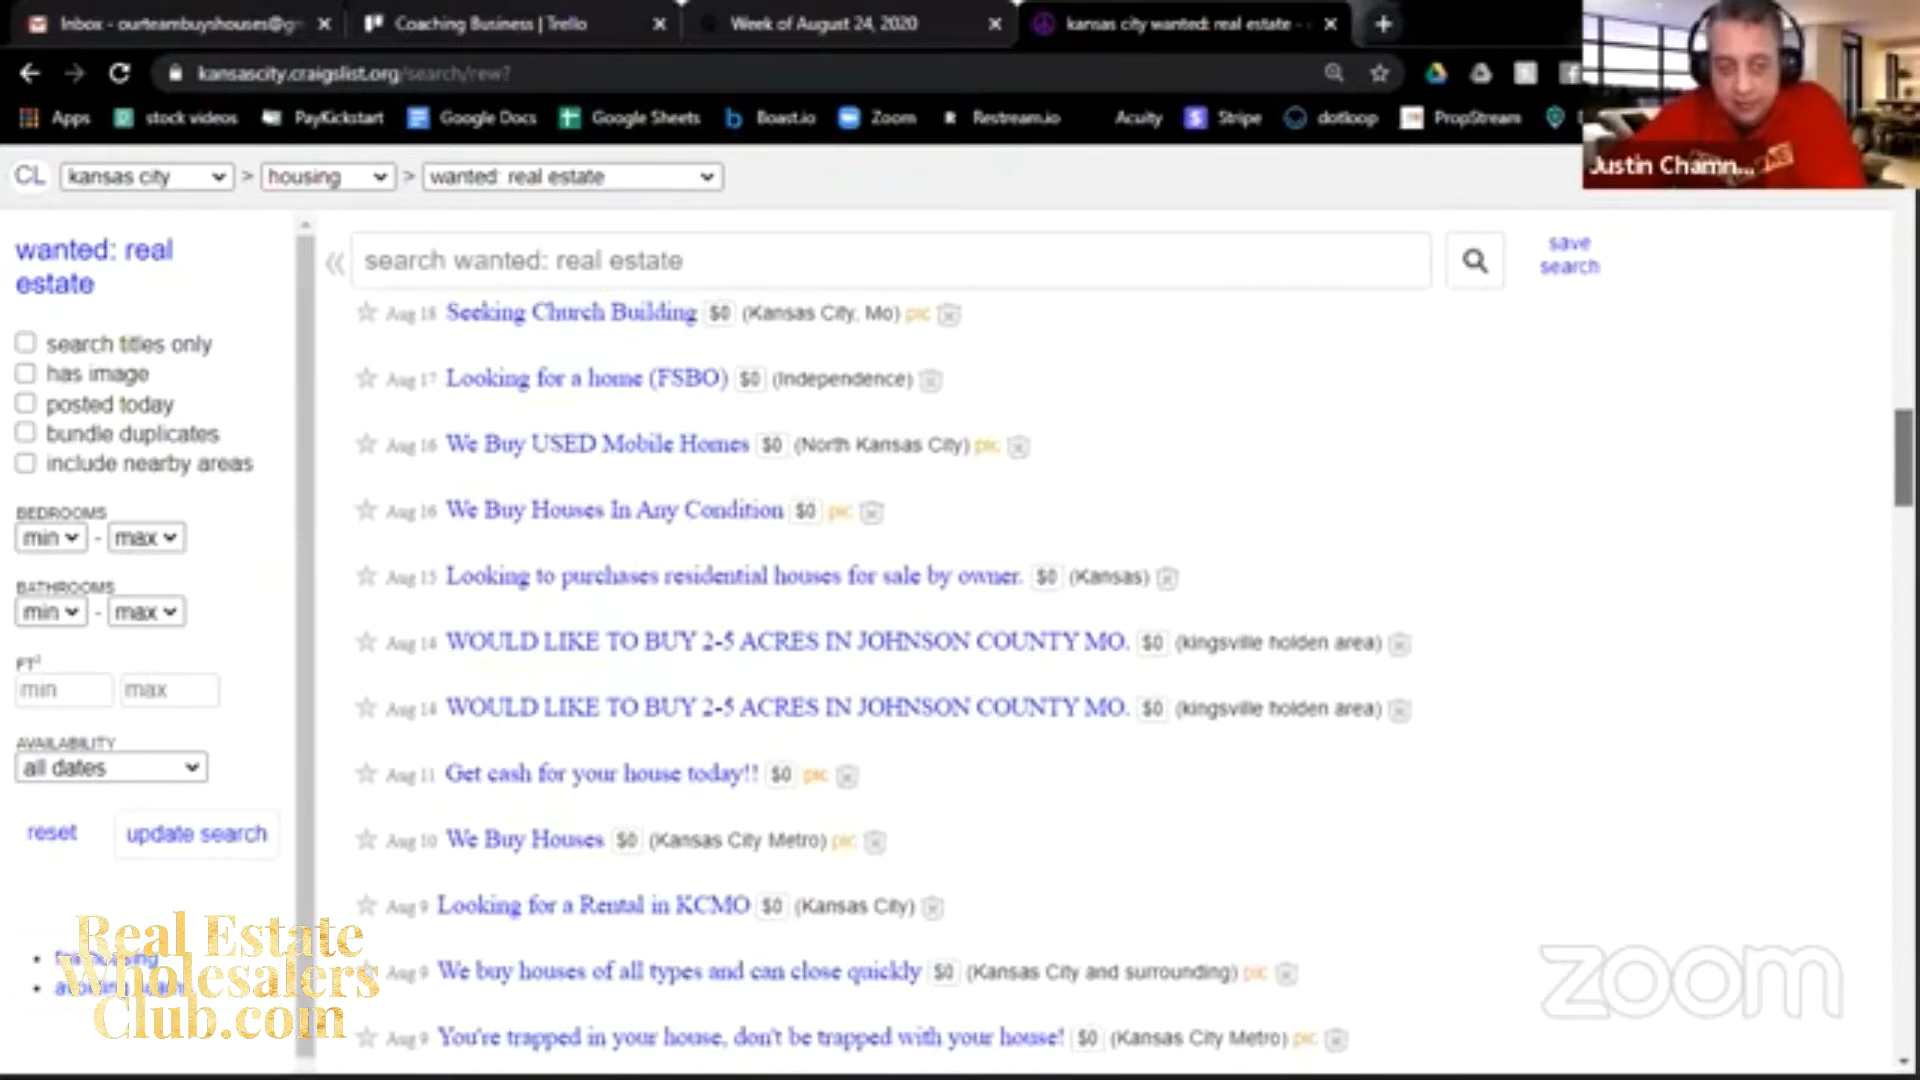 Inbox - ourteambuyshouses@g
Coaching Business | Trello
Week of August 24, 2020
kansas city wanted: real estate -
kansascity.craigslist.org/search/rew?
Apps
stock videos
PayKickstart
Google Docs
Google Sheets
Boast.io
Zoom
Restream.io
Acuity
Stripe
dotloop
PropStream
Justin Chamn...
CL kansas city > housing > wanted: real estate
wanted: real
estate
search titles only
has image
posted today
bundle duplicates
include nearby areas
BEDROOMS
min - max
BATHROOMS
min - max
FT²
min max
AVAILABILITY
all dates
reset update search
search wanted: real estate
save
search
Aug 18 Seeking Church Building $0 (Kansas City, Mo) pic
Aug 17 Looking for a home (FSBO) $0 (Independence)
Aug 16 We Buy USED Mobile Homes $0 (North Kansas City) pic
Aug 16 We Buy Houses In Any Condition $0 pic
Aug 15 Looking to purchases residential houses for sale by owner. $0 (Kansas)
Aug 14 WOULD LIKE TO BUY 2-5 ACRES IN JOHNSON COUNTY MO. $0 (kingsville holden area)
Aug 14 WOULD LIKE TO BUY 2-5 ACRES IN JOHNSON COUNTY MO. $0 (kingsville holden area)
Aug 11 Get cash for your house today!! $0 pic
Aug 10 We Buy Houses $0 (Kansas City Metro) pic
Aug 9 Looking for a Rental in KCMO $0 (Kansas City)
Aug 9 We buy houses of all types and can close quickly $0 (Kansas City and surrounding) pic
Aug 9 You're trapped in your house, don't be trapped with your house! $0 (Kansas City Metro) pic
Real Estate
Wholesalers
Club.com
zoom